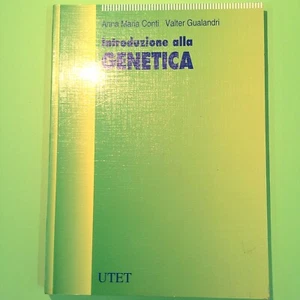 Anna Maria Conti Valter Gualandri
Introduzione alla
GENETICA
UTET